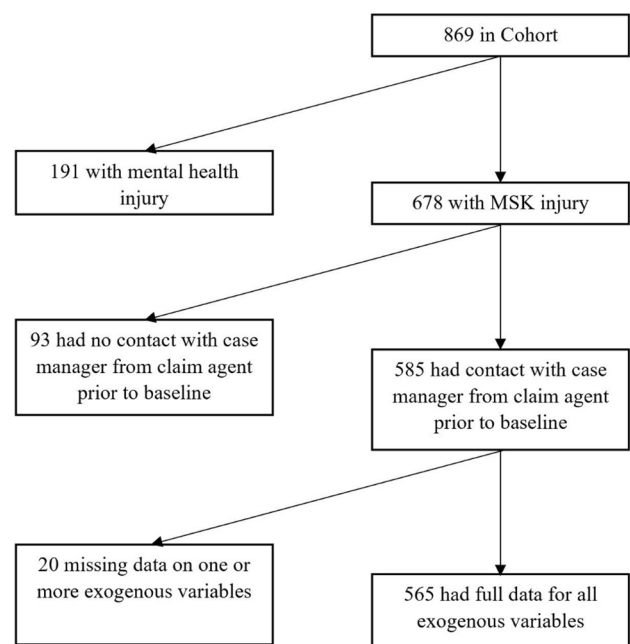 869 in Cohort
191 with mental health
injury
678 with MSK injury
93 had no contact with case
manager from claim agent
prior to baseline
585 had contact with case
manager from claim agent
prior to baseline
20 missing data on one or
more exogenous variables
565 had full data for all
exogenous variables